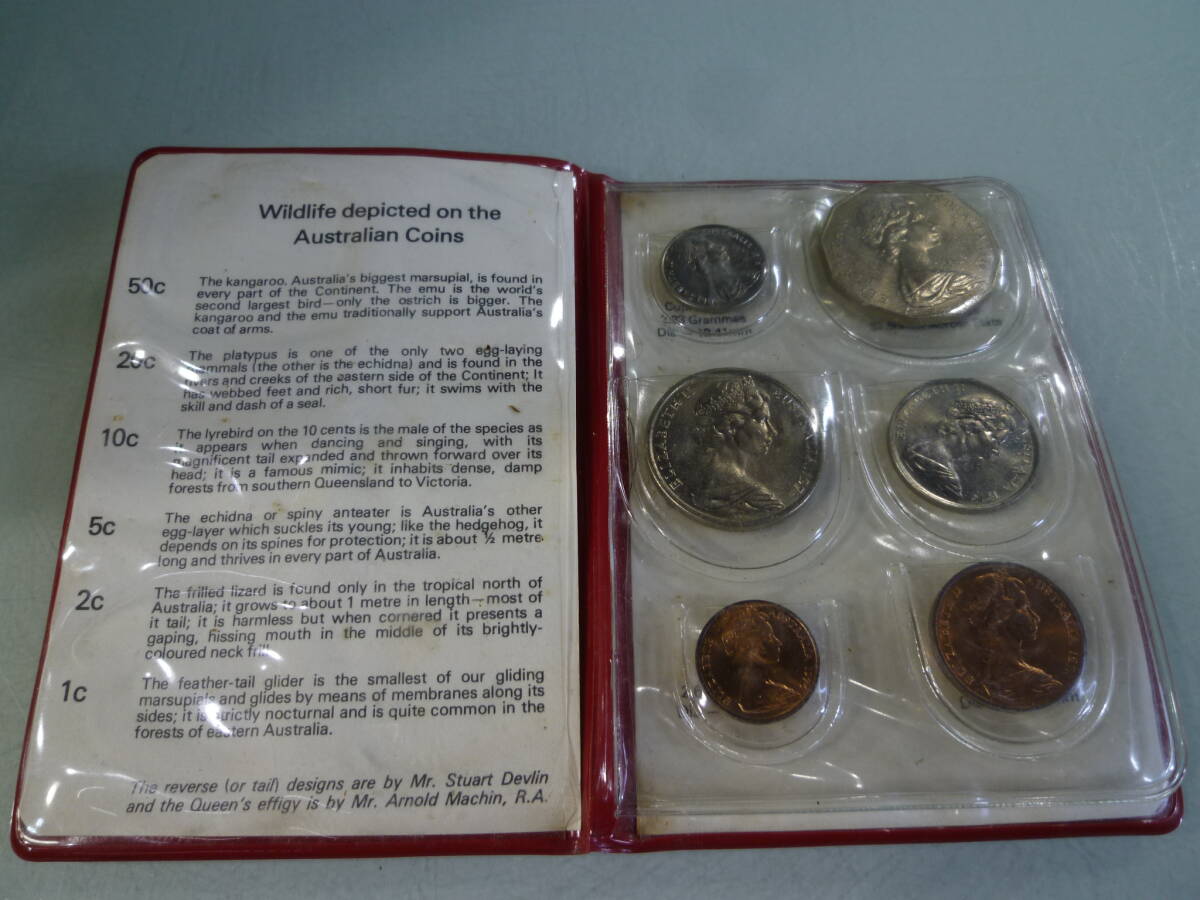 Wildlife depicted on the
Australian Coins
50c The kangaroo. Australia's biggest marsupial, is found in
every part of the Continent. The emu is the world's
second largest bird—only the ostrich is bigger. The
kangaroo and the emu traditionally support Australia's
coat of arms.
20c The platypus is one of the only two egg-laying
mammals (the other is the echidna) and is found in the
rivers and creeks of the eastern side of the Continent; It
has webbed feet and rich, short fur; it swims with the
skill and dash of a seal.
10c The lyrebird on the 10 cents is the male of the species as
it appears when dancing and singing, with its
magnificent tail expanded and thrown forward over its
head; it is a famous mimic; it inhabits dense, damp
forests from southern Queensland to Victoria.
5c The echidna or spiny anteater is Australia's other
egg-layer which suckles its young; like the hedgehog, it
depends on its spines for protection; it is about ½ metre
long and thrives in every part of Australia.
2c The frilled lizard is found only in the tropical north of
Australia; it grows to about 1 metre in length—most of
it tail; it is harmless but when cornered it presents a
gaping, hissing mouth in the middle of its brightly-
coloured neck frill
1c The feather-tail glider is the smallest of our gliding
marsupials and glides by means of membranes along its
sides; it is strictly nocturnal and is quite common in the
forests of eastern Australia.
The reverse (or tail) designs are by Mr. Stuart Devlin
and the Queen's effigy is by Mr. Arnold Machin, R.A.
Grammes
ELIZABETH II
ELIZABETH II